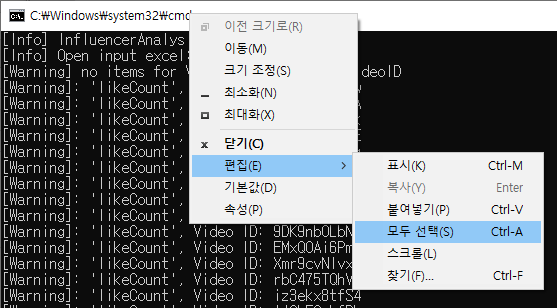 C:₩Windows₩system32₩cmd
[Info] InfluencerAnalys
[Info] Open input excel:
[Warning] no items for deoID
[Warning]: 'likeCount',
[Warning]: 'likeCount',
[Warning]: 'likeCount',
[Warning]: 'likeCount',
[Warning]: 'likeCount',
[Warning]: 'likeCount',
[Warning]: 'likeCount',
[Warning]: 'likeCount', Video ID: 9DK9nbOLbN
[Warning]: 'likeCount', Video ID: EMxQOAi6Pm
[Warning]: 'likeCount', Video ID: Xmr9cvNlvx
[Warning]: 'likeCount', Video ID: rbC475TQhV
[Warning]: 'likeCount', Video ID: iz3ekx8tfS4
이전 크기로(R)
이동(M)
크기 조정(S)
최소화(N)
최대화(X)
닫기(C)
편집(E)
기본값(D)
속성(P)
표시(K) Ctrl-M
복사(Y) Enter
붙여넣기(P) Ctrl-V
모두 선택(S) Ctrl-A
스크롤(L)
찾기(F)... Ctrl-F